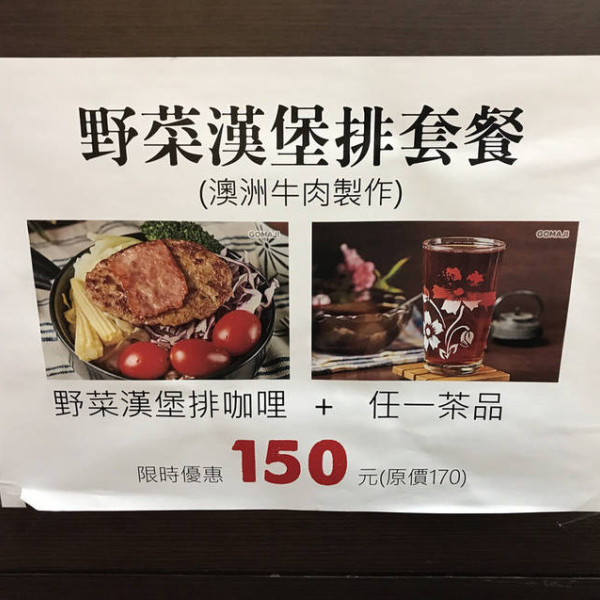 野菜漢堡排套餐
(澳洲牛肉製作)
GOMAJI
GOMAJI
野菜漢堡排咖哩 + 任一茶品
限時優惠 150 元(原價170)